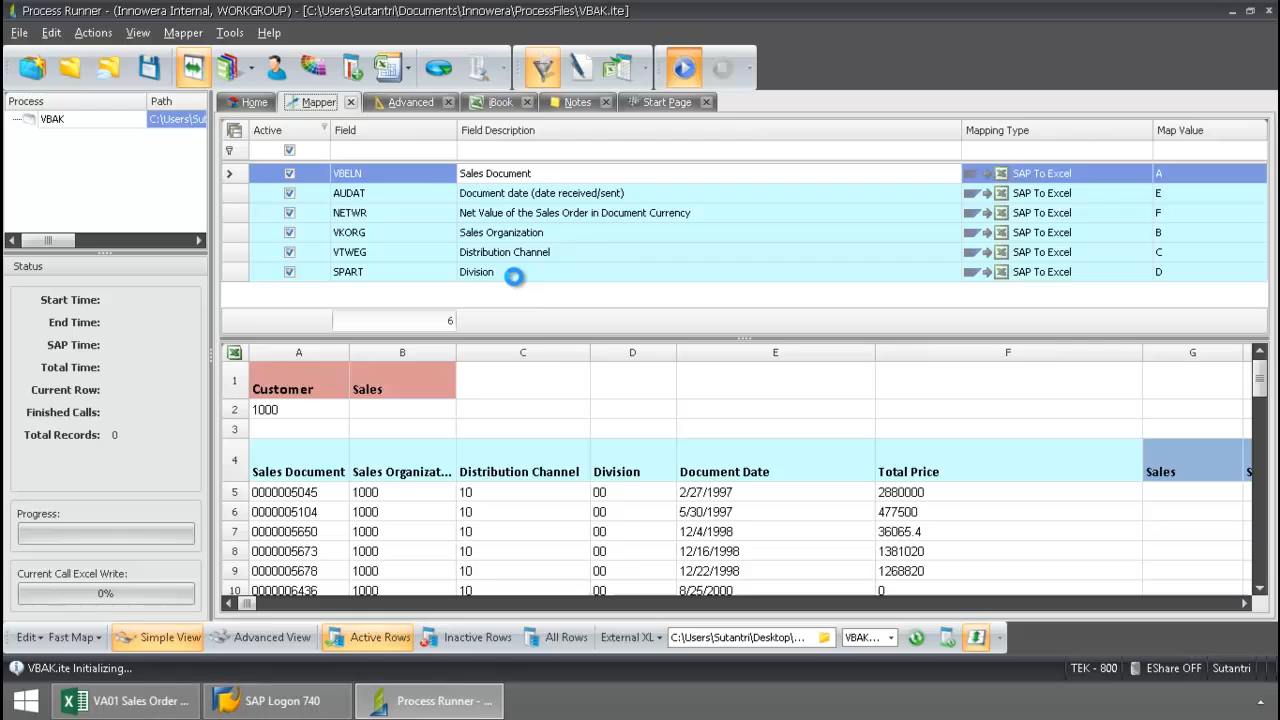 Process Runner - (Innowera Internal, WORKGROUP) - [C:\Users\Sutantri\Documents\Innowera\ProcessFiles\VBAK.ite]
File Edit Actions View Mapper Tools Help
Process Path
VBAK C:\Users\Sut
Home Mapper Advanced iBook Notes Start Page
Active Field Field Description Mapping Type Map Value
VBELN Sales Document SAP To Excel A
AUDAT Document date (date received/sent) SAP To Excel E
NETWR Net Value of the Sales Order in Document Currency SAP To Excel F
VKORG Sales Organization SAP To Excel B
VTWEG Distribution Channel SAP To Excel C
SPART Division SAP To Excel D
6
Status
Start Time:
End Time:
SAP Time:
Total Time:
Current Row:
Finished Calls:
Total Records: 0
Progress:
Current Call Excel Write:
0%
A B C D E F G
1 Customer Sales
2 1000
3
4 Sales Document Sales Organizat... Distribution Channel Division Document Date Total Price Sales S
5 0000005045 1000 10 00 2/27/1997 2880000
6 0000005104 1000 10 00 5/30/1997 477500
7 0000005650 1000 10 00 12/4/1998 36065.4
8 0000005673 1000 10 00 12/16/1998 1381020
9 0000005678 1000 10 00 12/22/1998 1268820
10 0000006436 1000 10 00 8/25/2000 0
Edit Fast Map Simple View Advanced View Active Rows Inactive Rows All Rows External XL C:\Users\Sutantri\Desktop\... VBAK...
VBAK.ite Initializing... TEK - 800 EShare OFF Sutantri
VA01 Sales Order ... SAP Logon 740 Process Runner - ...